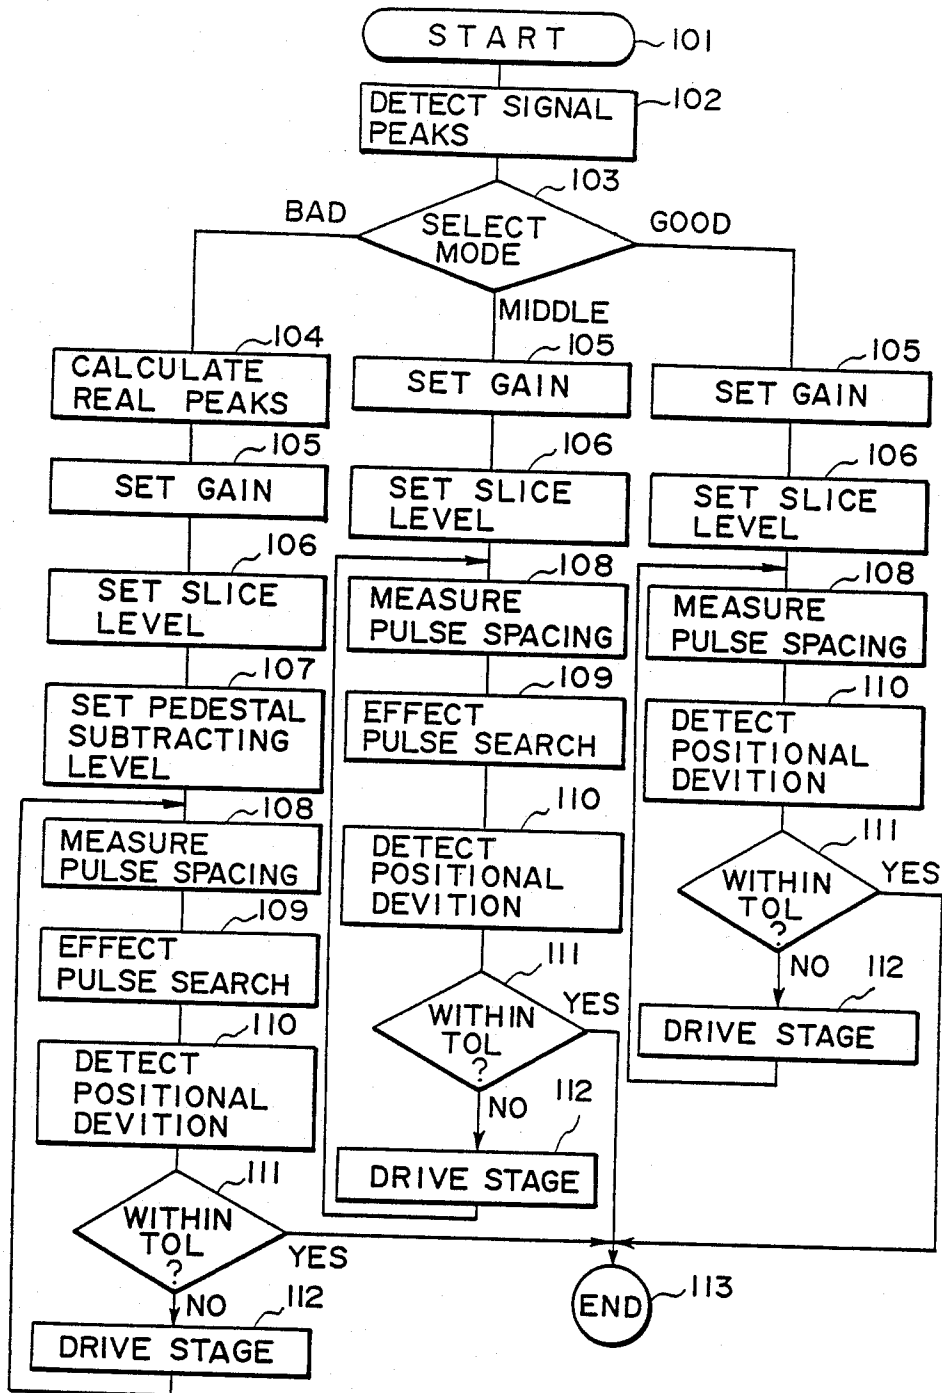 START
101
DETECT SIGNAL
PEAKS
102
103
SELECT
MODE
BAD
MIDDLE
GOOD
104
CALCULATE
REAL PEAKS
105
SET GAIN
106
SET SLICE
LEVEL
107
SET PEDESTAL
SUBTRACTING
LEVEL
108
MEASURE
PULSE SPACING
109
EFFECT
PULSE SEARCH
110
DETECT
POSITIONAL
DEVITION
111
WITHIN
TOL
?
YES
NO
112
DRIVE STAGE
105
SET GAIN
106
SET SLICE
LEVEL
108
MEASURE
PULSE SPACING
109
EFFECT
PULSE SEARCH
110
DETECT
POSITIONAL
DEVITION
111
WITHIN
TOL
?
YES
NO
112
DRIVE STAGE
105
SET GAIN
106
SET SLICE
LEVEL
108
MEASURE
PULSE SPACING
110
DETECT
POSITIONAL
DEVITION
111
WITHIN
TOL
?
YES
NO
112
DRIVE STAGE
END
113